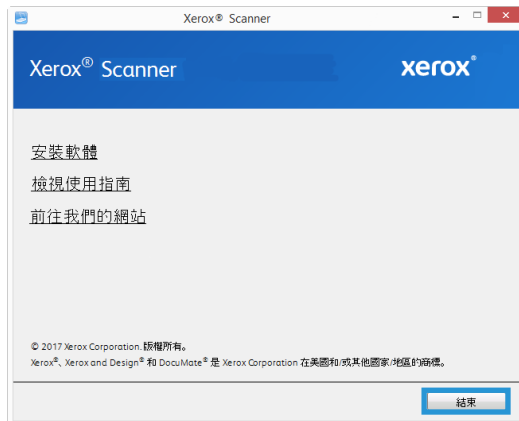 Xerox® Scanner
Xerox® Scanner
xerox®
安裝軟體
檢視使用指南
前往我們的網站
© 2017 Xerox Corporation. 版權所有。
Xerox®、Xerox and Design® 和 DocuMate® 是 Xerox Corporation 在美國和/或其他國家/地區的商標。
結束